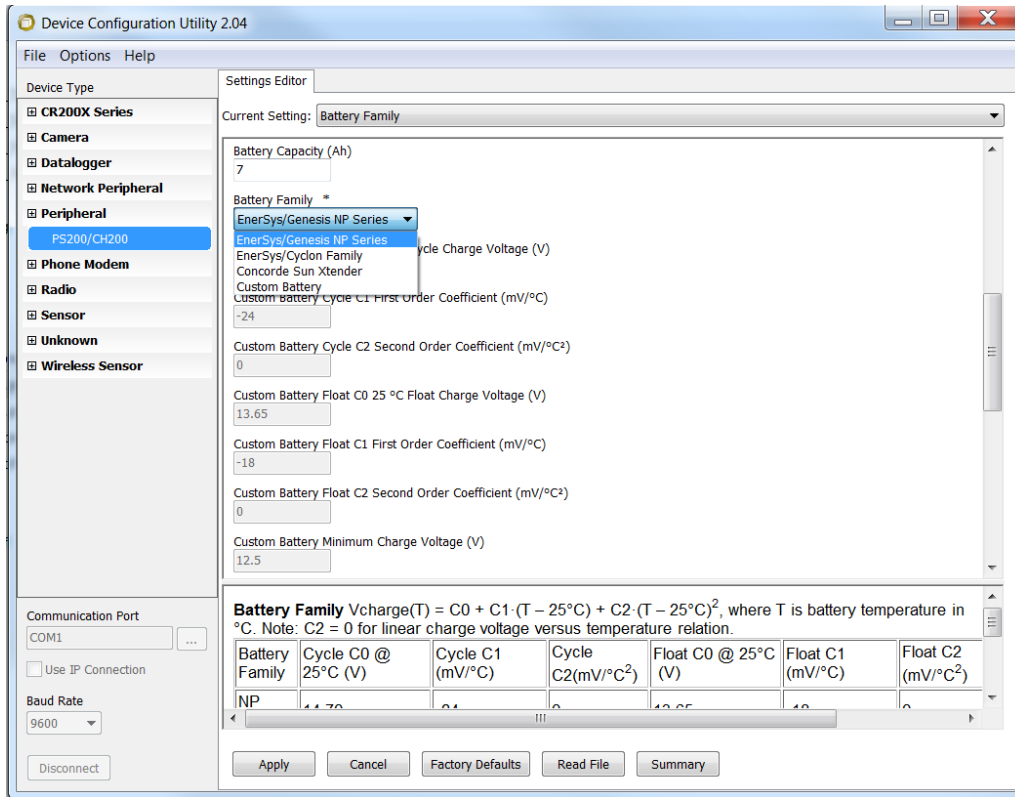 Device Configuration Utility 2.04
File Options Help
Device Type
CR200X Series
Camera
Datalogger
Network Peripheral
Peripheral
PS200/CH200
Phone Modem
Radio
Sensor
Unknown
Wireless Sensor
Communication Port
COM1
...
Use IP Connection
Baud Rate
9600
Disconnect
Settings Editor
Current Setting: Battery Family
Battery Capacity (Ah)
7
Battery Family *
EnerSys/Genesis NP Series
EnerSys/Genesis NP Series
EnerSys/Cyclon Family
Concorde Sun Xtender
Custom Battery
ycle Charge Voltage (V)
Custom Battery Cycle C1 First Order Coefficient (mV/°C)
-24
Custom Battery Cycle C2 Second Order Coefficient (mV/°C²)
0
Custom Battery Float C0 25 °C Float Charge Voltage (V)
13.65
Custom Battery Float C1 First Order Coefficient (mV/°C)
-18
Custom Battery Float C2 Second Order Coefficient (mV/°C²)
0
Custom Battery Minimum Charge Voltage (V)
12.5
Battery Family Vcharge(T) = C0 + C1·(T – 25°C) + C2·(T – 25°C)², where T is battery temperature in
°C. Note: C2 = 0 for linear charge voltage versus temperature relation.
Battery Family
Cycle C0 @ 25°C (V)
Cycle C1 (mV/°C)
Cycle C2(mV/°C²)
Float C0 @ 25°C (V)
Float C1 (mV/°C)
Float C2 (mV/°C²)
NP 14.70 -24 0 13.65 -18 0
Apply Cancel Factory Defaults Read File Summary